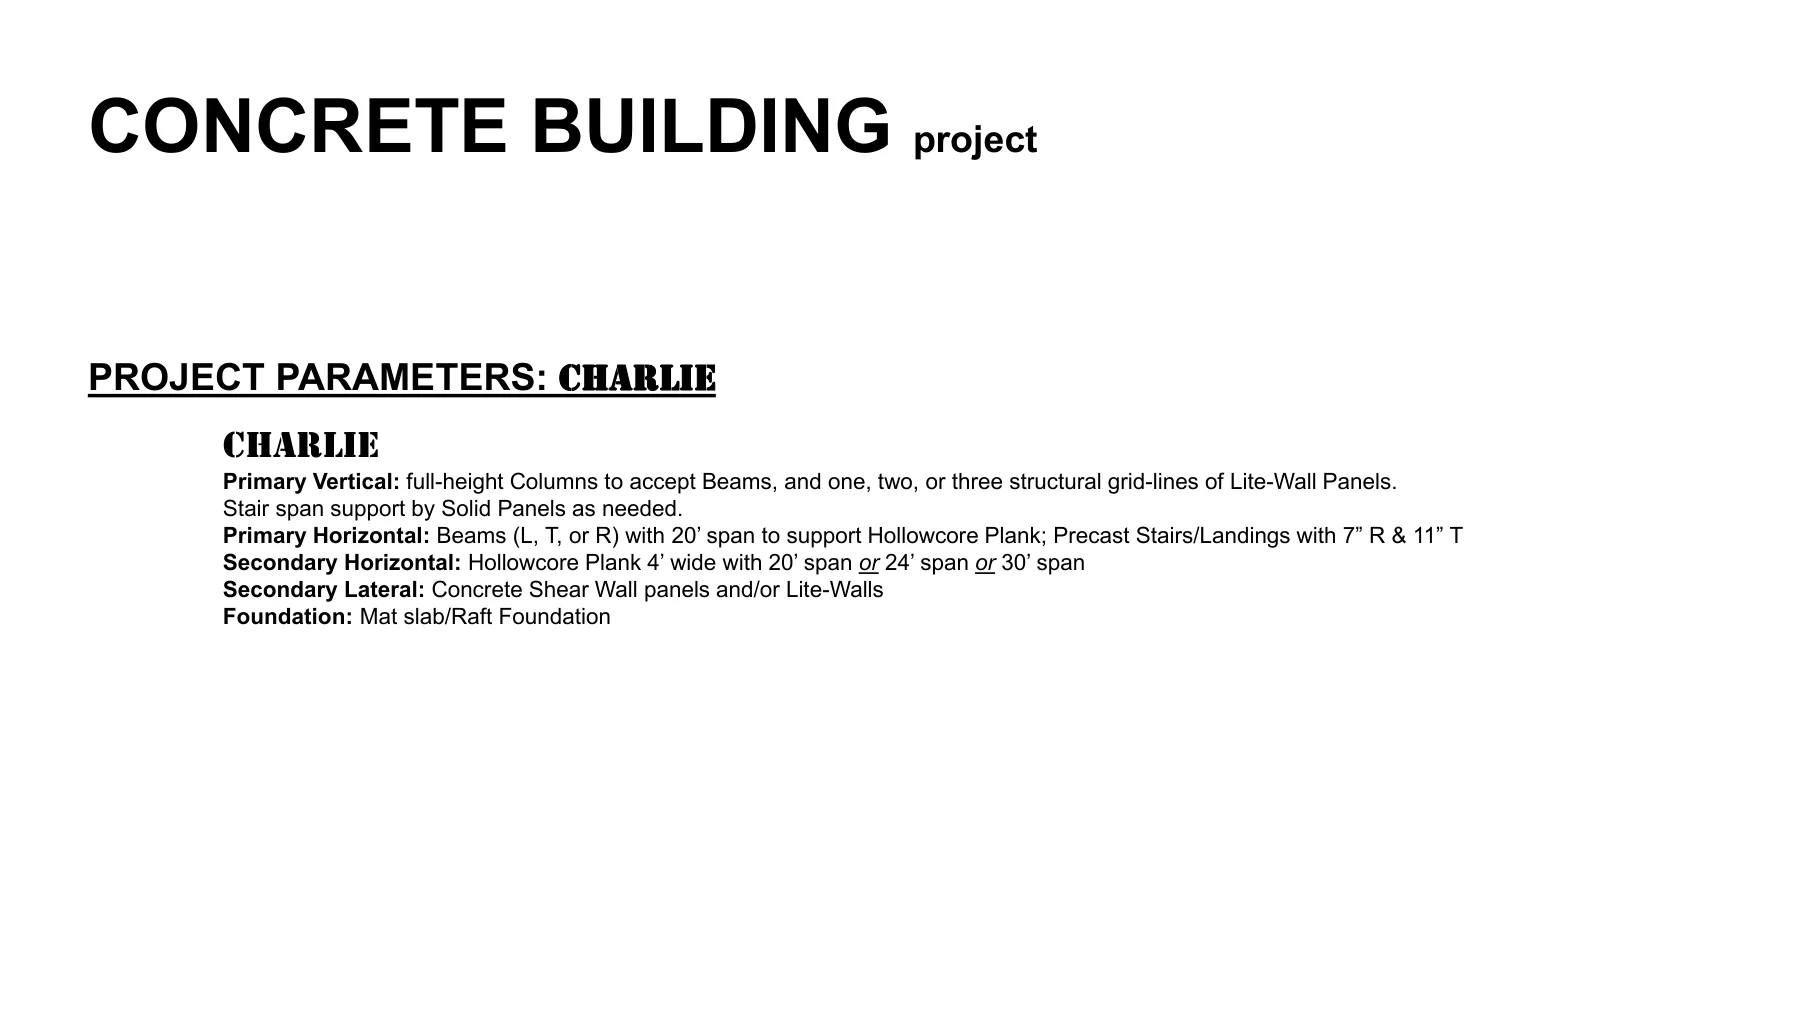 CONCRETE BUILDING project
PROJECT PARAMETERS: CHARLIE
CHARLIE
Primary Vertical: full-height Columns to accept Beams, and one, two, or three structural grid-lines of Lite-Wall Panels.
Stair span support by Solid Panels as needed.
Primary Horizontal: Beams (L, T, or R) with 20’ span to support Hollowcore Plank; Precast Stairs/Landings with 7” R & 11” T
Secondary Horizontal: Hollowcore Plank 4’ wide with 20’ span or 24’ span or 30’ span
Secondary Lateral: Concrete Shear Wall panels and/or Lite-Walls
Foundation: Mat slab/Raft Foundation